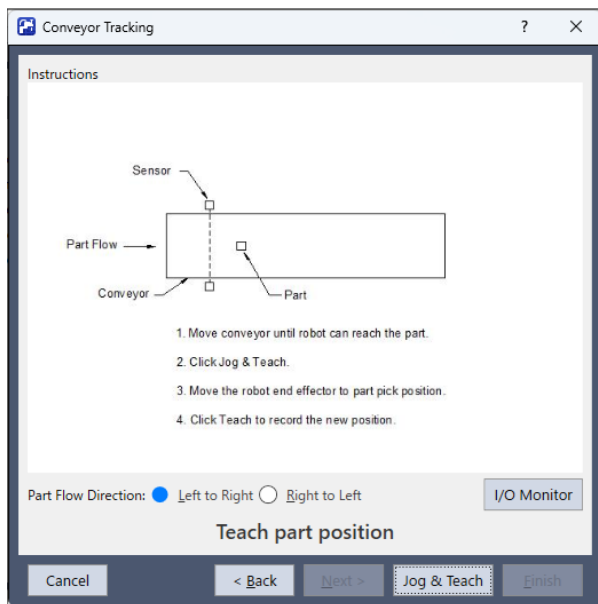 Conveyor Tracking
Instructions
Sensor
Part Flow
Conveyor
Part
1. Move conveyor until robot can reach the part.
2. Click Jog & Teach.
3. Move the robot end effector to part pick position.
4. Click Teach to record the new position.
Part Flow Direction: Left to Right Right to Left I/O Monitor
Teach part position
Cancel < Back Next > Jog & Teach Finish